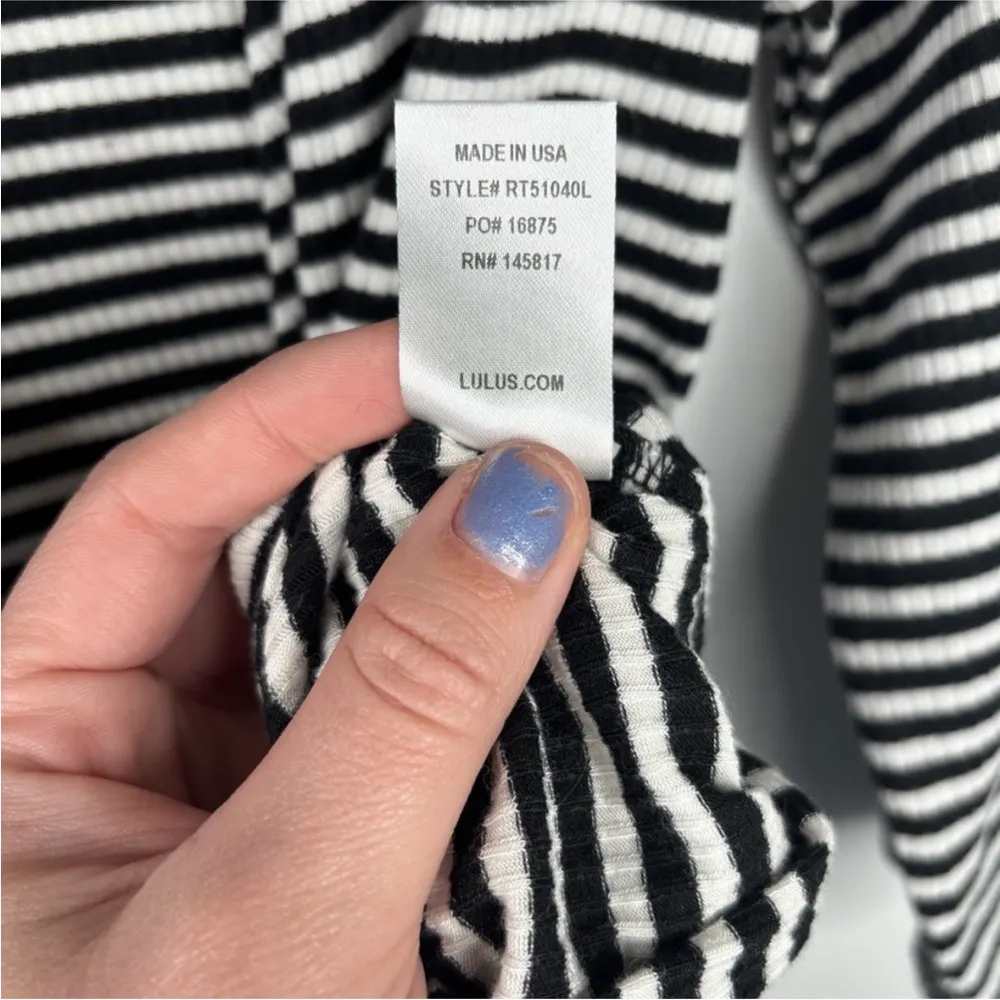 MADE IN USA
STYLE# RT51040L
PO# 16875
RN# 145817
LULUS.COM